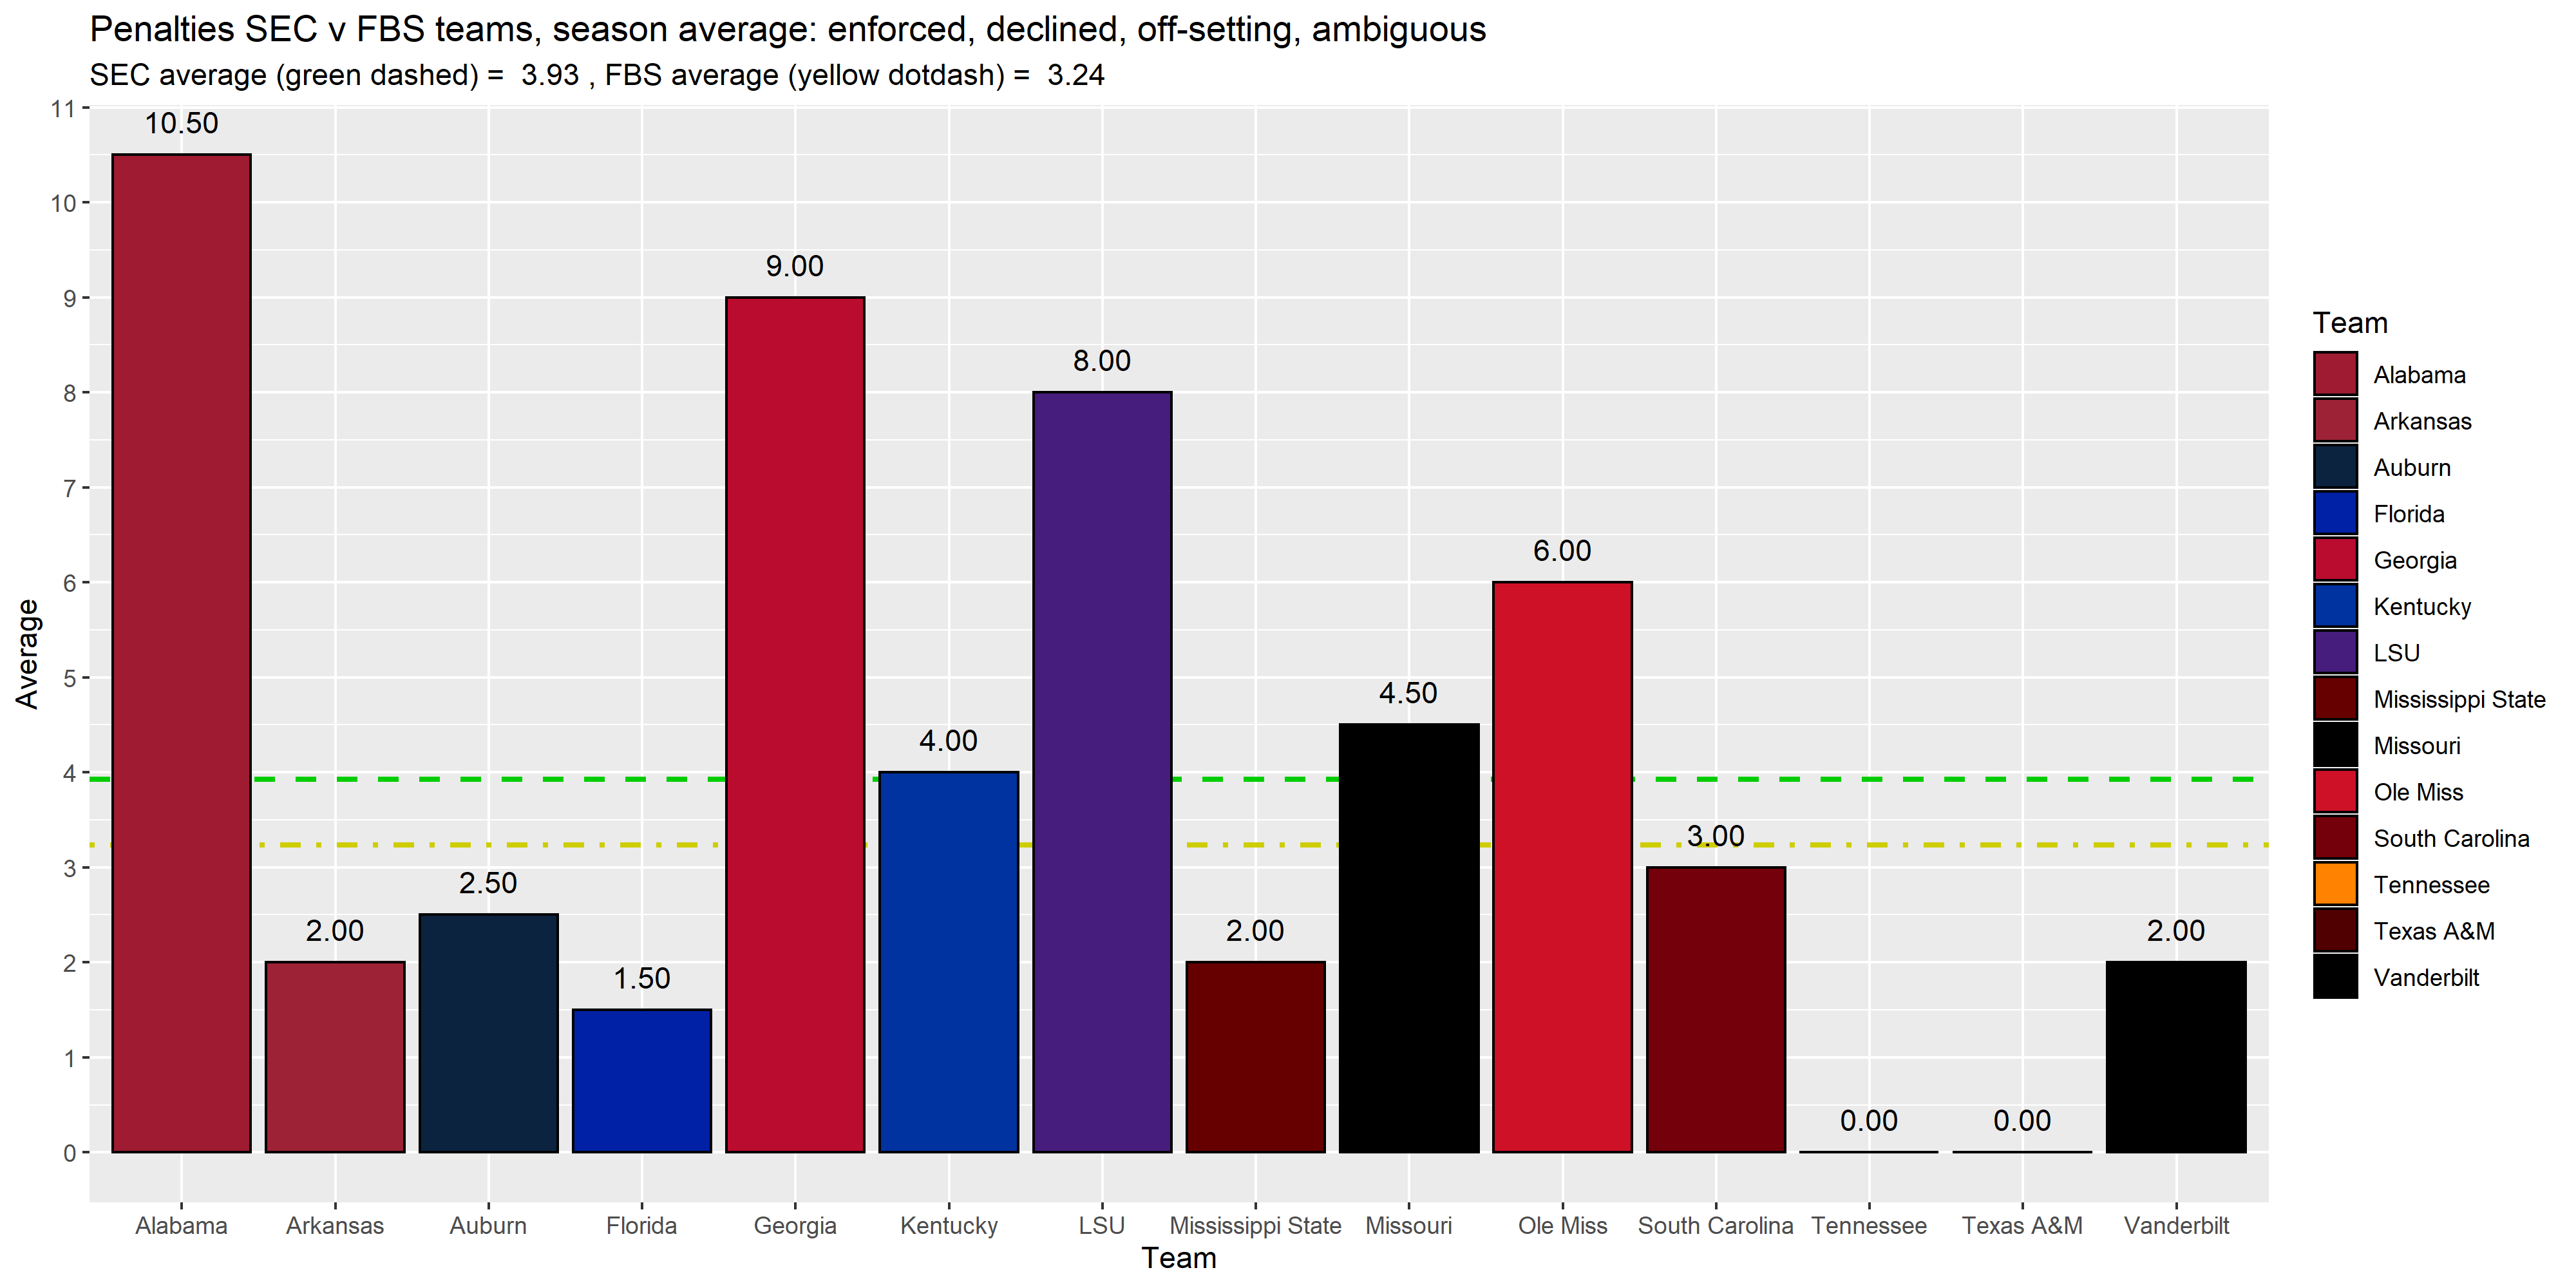 Penalties SEC v FBS teams, season average: enforced, declined, off-setting, ambiguous
SEC average (green dashed) =  3.93 , FBS average (yellow dotdash) =  3.24
Average
11
10
9
8
7
6
5
4
3
2
1
0
10.50
2.00
2.50
1.50
9.00
4.00
8.00
2.00
4.50
6.00
3.00
0.00
0.00
2.00
Alabama
Arkansas
Auburn
Florida
Georgia
Kentucky
LSU
Mississippi State
Missouri
Ole Miss
South Carolina
Tennessee
Texas A&M
Vanderbilt
Team
Team
Alabama
Arkansas
Auburn
Florida
Georgia
Kentucky
LSU
Mississippi State
Missouri
Ole Miss
South Carolina
Tennessee
Texas A&M
Vanderbilt